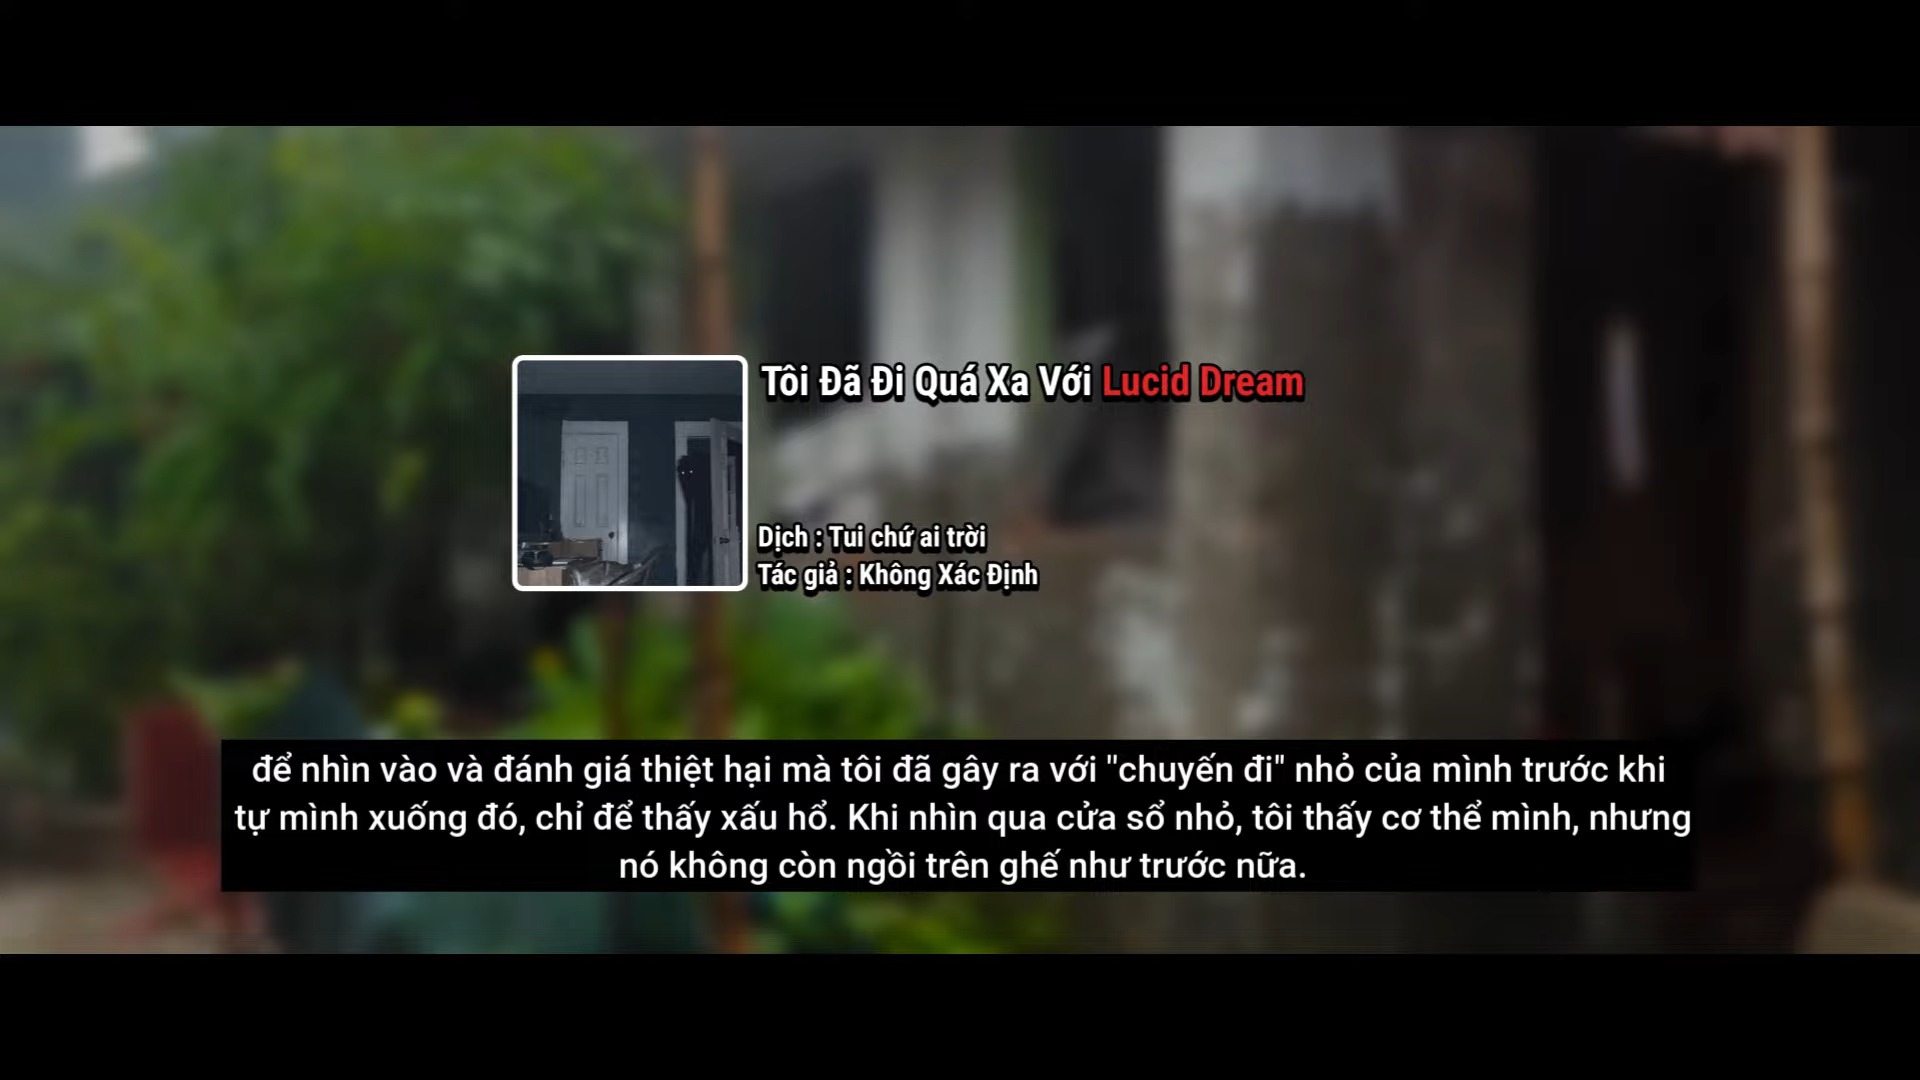 Tôi Đã Đi Quá Xa Với Lucid Dream
Dịch : Tui chứ ai trời
Tác giả : Không Xác Định
để nhìn vào và đánh giá thiệt hại mà tôi đã gây ra với "chuyến đi" nhỏ của mình trước khi
tự mình xuống đó, chỉ để thấy xấu hổ. Khi nhìn qua cửa sổ nhỏ, tôi thấy cơ thể mình, nhưng
nó không còn ngồi trên ghế như trước nữa.